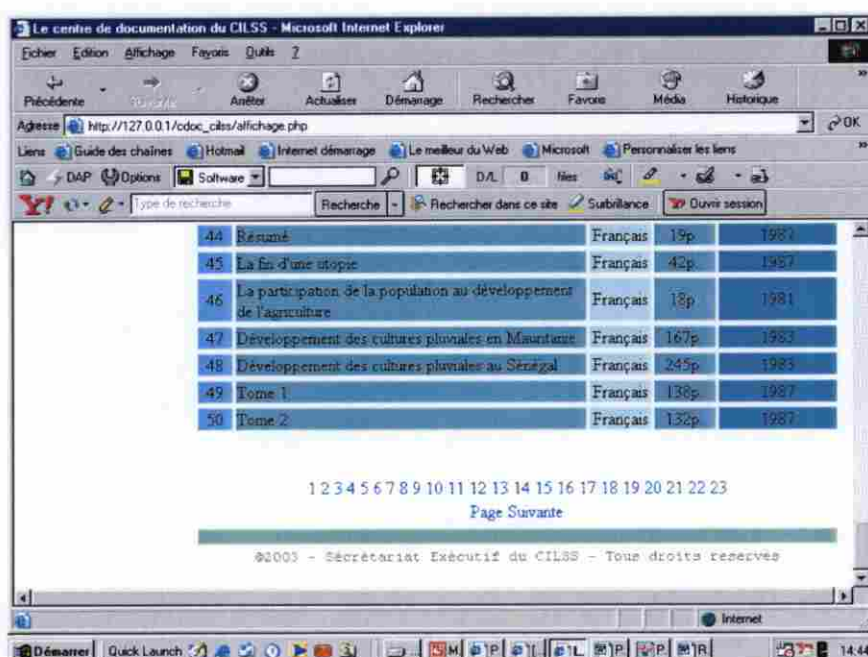 Le centre de documentation du CILSS - Microsoft Internet Explorer
Fichier Edition Affichage Favoris Outils ?
Précédente Arrêter Actualiser Démarrage Rechercher Favoris Média Historique
Adresse http://127.0.0.1/cdoc_cilss/affichage.php OK
Liens Guide des chaînes Hotmail Internet démarrage Le meilleur du Web Microsoft Personnaliser les liens
DAP Options Software D/L 0 files
Y! Type de recherche Recherche Rechercher dans ce site Surbrillance Ouvrir session
44 Résumé Français 19p. 1987
45 La fin d'une utopie Français 42p. 1987
46 La participation de la population au développement
de l'agriculture Français 18p. 1981
47 Développement des cultures pluviales en Mauritanie Français 167p. 1983
48 Développement des cultures pluviales au Sénégal Français 245p. 1983
49 Tome 1 Français 138p. 1987
50 Tome 2 Français 132p. 1987
1 2 3 4 5 6 7 8 9 10 11 12 13 14 15 16 17 18 19 20 21 22 23
Page Suivante
©2003 - Sécrétariat Exécutif du CILSS - Tous droits reservés
Internet
Démarrer Quick Launch M P L P P R 14:4